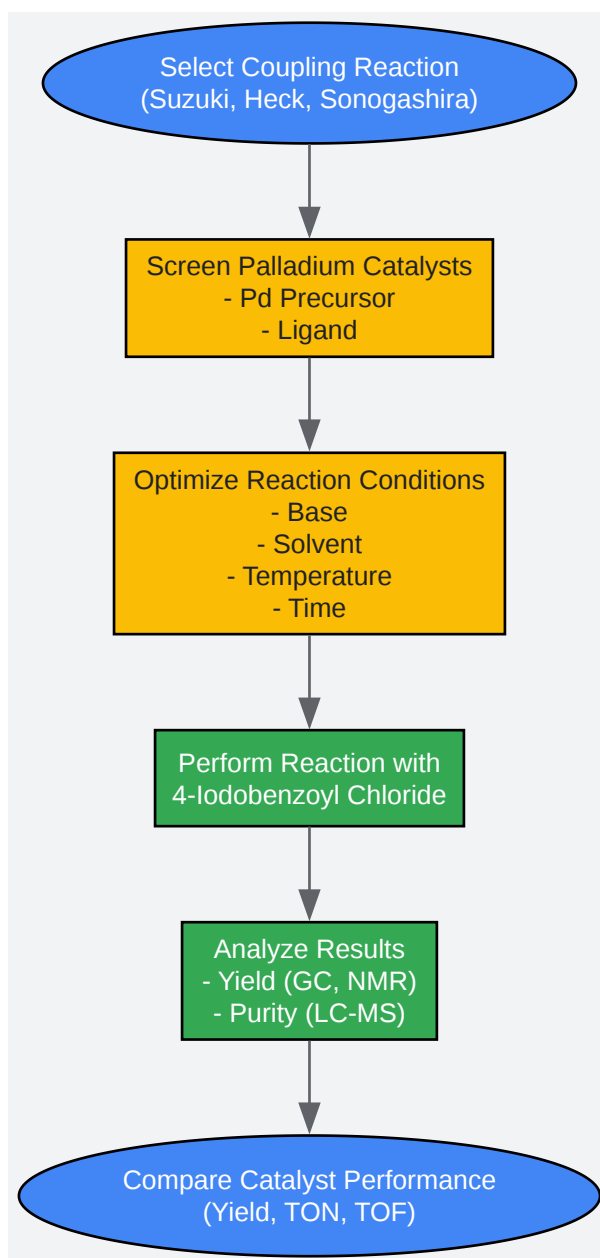 Select Coupling Reaction
(Suzuki, Heck, Sonogashira)
Screen Palladium Catalysts
- Pd Precursor
- Ligand
Optimize Reaction Conditions
- Base
- Solvent
- Temperature
- Time
Perform Reaction with
4-Iodobenzoyl Chloride
Analyze Results
- Yield (GC, NMR)
- Purity (LC-MS)
Compare Catalyst Performance
(Yield, TON, TOF)